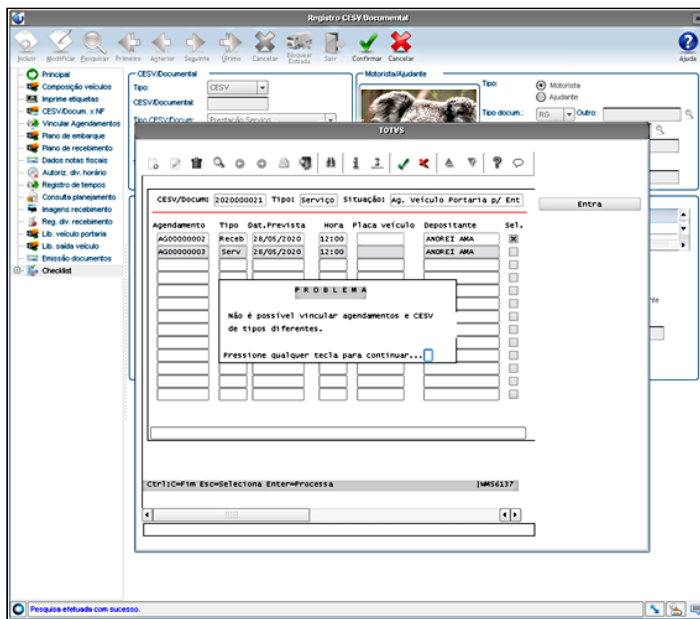 Registro CESV/Documental
Incluir Modificar Pesquisar Primeiro Anterior Seguinte Último Cancelar Bloquear Entrada Sair Confirmar Cancelar Ajuda
Principal
Composição veículos
Imprime etiquetas
CESV/Docum. x NF
Vincular Agendamentos
Plano de embarque
Plano de recebimento
Dados notas fiscais
Autoriz. div. horário
Registro de tempos
Consulta planejamento
Imagens recebimento
Reg. div. recebimento
Lib. veículo portaria
Lib. saída veículo
Emissão documentos
Checklist
CESV/Documental
Tipo: CESV
CESV/Documental:
Tipo CESV/Docum: Prestação Serviço
Motorista/Ajudante
Tipo: Motorista
Ajudante
Tipo docum.: RG Outro:
TOTVS
CESV/Docum: 2020000021 Tipo: Serviço Situação: Ag. Veículo Portaria p/ Ent
Entra
Agendamento Tipo Dat.Prevista Hora Placa veículo Depositante Sel.
AG00000002 Receb 28/05/2020 12:00 ANDREI AMA
AG00000003 Serv 28/05/2020 12:00 ANDREI AMA
P R O B L E M A
Não é possível vincular agendamentos e CESV
de tipos diferentes.
Pressione qualquer tecla para continuar...
Ctrl:C=Fim Esc=Seleciona Enter=Processa |WMS6137
Pesquisa efetuada com sucesso.